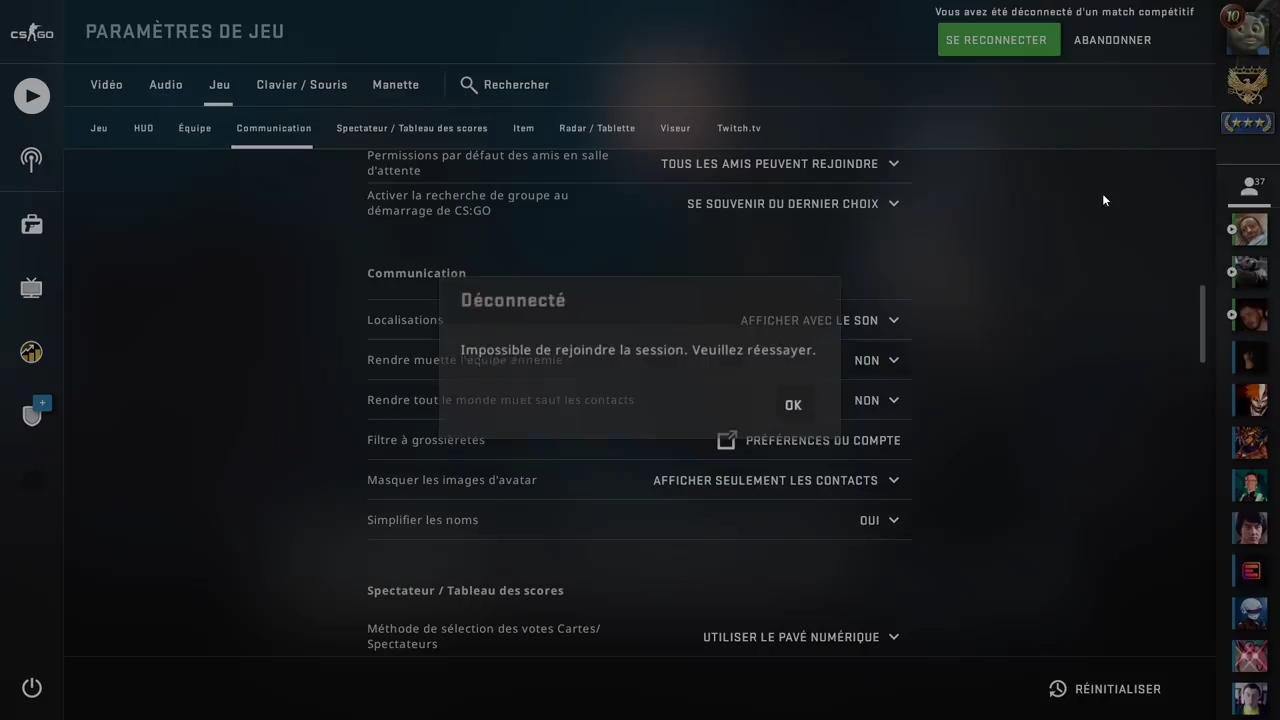 Vous avez été déconnecté d'un match compétitif
10
CS:GO
PARAMÈTRES DE JEU
SE RECONNECTER
ABANDONNER
Vidéo
Audio
Jeu
Clavier / Souris
Manette
Rechercher
Jeu
HUD
Équipe
Communication
Spectateur / Tableau des scores
Item
Radar / Tablette
Viseur
Twitch.tv
Permissions par défaut des amis en salle
d'attente
TOUS LES AMIS PEUVENT REJOINDRE
37
Activer la recherche de groupe au
démarrage de CS:GO
SE SOUVENIR DU DERNIER CHOIX
Communication
Déconnecté
Localisations
AFFICHER AVEC LE SON
Impossible de rejoindre la session. Veuillez réessayer.
Rendre muette l'équipe ennemie
NON
Rendre tout le monde muet sauf les contacts
NON
OK
Filtre à grossièretés
PRÉFÉRENCES DU COMPTE
Masquer les images d'avatar
AFFICHER SEULEMENT LES CONTACTS
Simplifier les noms
OUI
Spectateur / Tableau des scores
Méthode de sélection des votes Cartes/
Spectateurs
UTILISER LE PAVÉ NUMÉRIQUE
RÉINITIALISER